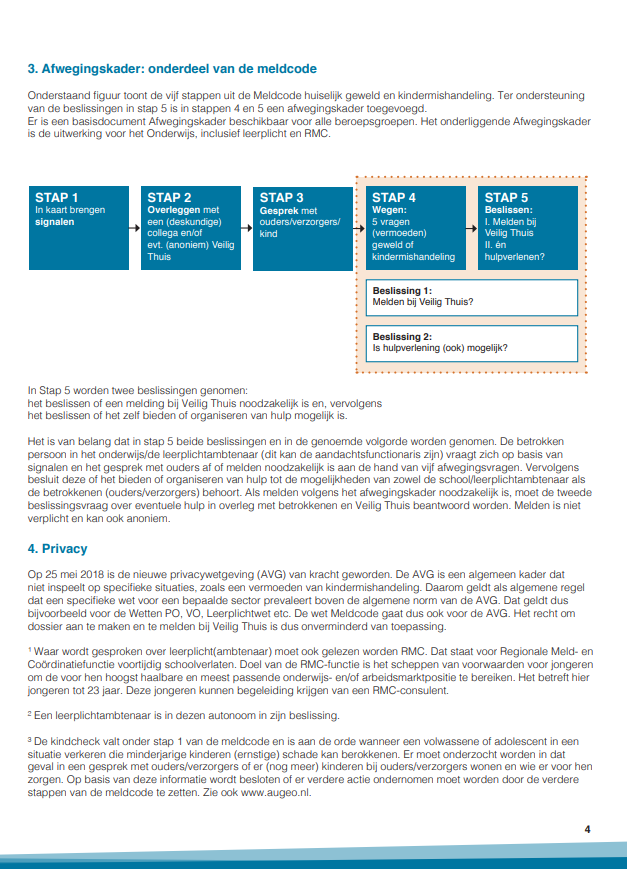 3. Afwegingskader: onderdeel van de meldcode
Onderstaand figuur toont de vijf stappen uit de Meldcode huiselijk geweld en kindermishandeling. Ter ondersteuning
van de beslissingen in stap 5 is in stappen 4 en 5 een afwegingskader toegevoegd.
Er is een basisdocument Afwegingskader beschikbaar voor alle beroepsgroepen. Het onderliggende Afwegingskader
is de uitwerking voor het Onderwijs, inclusief leerplicht en RMC.
STAP 1
In kaart brengen
signalen
STAP 2
Overleggen met
een (deskundige)
collega en/of
evt. (anoniem) Veilig
Thuis
STAP 3
Gesprek met
ouders/verzorgers/
kind
STAP 4
Wegen:
5 vragen
(vermoeden)
geweld of
kindermishandeling
STAP 5
Beslissen:
I. Melden bij
Veilig Thuis
II. én
hulpverlenen?
Beslissing 1:
Melden bij Veilig Thuis?
Beslissing 2:
Is hulpverlening (ook) mogelijk?
In Stap 5 worden twee beslissingen genomen:
het beslissen of een melding bij Veilig Thuis noodzakelijk is en, vervolgens
het beslissen of het zelf bieden of organiseren van hulp mogelijk is.
Het is van belang dat in stap 5 beide beslissingen en in de genoemde volgorde worden genomen. De betrokken
persoon in het onderwijs/de leerplichtambtenaar (dit kan de aandachtsfunctionaris zijn) vraagt zich op basis van
signalen en het gesprek met ouders af of melden noodzakelijk is aan de hand van vijf afwegingsvragen. Vervolgens
besluit deze of het bieden of organiseren van hulp tot de mogelijkheden van zowel de school/leerplichtambtenaar als
de betrokkenen (ouders/verzorgers) behoort. Als melden volgens het afwegingskader noodzakelijk is, moet de tweede
beslissingsvraag over eventuele hulp in overleg met betrokkenen en Veilig Thuis beantwoord worden. Melden is niet
verplicht en kan ook anoniem.
4. Privacy
Op 25 mei 2018 is de nieuwe privacywetgeving (AVG) van kracht geworden. De AVG is een algemeen kader dat
niet inspeelt op specifieke situaties, zoals een vermoeden van kindermishandeling. Daarom geldt als algemene regel
dat een specifieke wet voor een bepaalde sector prevaleert boven de algemene norm van de AVG. Dat geldt dus
bijvoorbeeld voor de Wetten PO, VO, Leerplichtwet etc. De wet Meldcode gaat dus ook voor de AVG. Het recht om
dossier aan te maken en te melden bij Veilig Thuis is dus onverminderd van toepassing.
¹ Waar wordt gesproken over leerplicht(ambtenaar) moet ook gelezen worden RMC. Dat staat voor Regionale Meld- en
Coördinatiefunctie voortijdig schoolverlaten. Doel van de RMC-functie is het scheppen van voorwaarden voor jongeren
om de voor hen hoogst haalbare en meest passende onderwijs- en/of arbeidsmarktpositie te bereiken. Het betreft hier
jongeren tot 23 jaar. Deze jongeren kunnen begeleiding krijgen van een RMC-consulent.
² Een leerplichtambtenaar is in dezen autonoom in zijn beslissing.
³ De kindcheck valt onder stap 1 van de meldcode en is aan de orde wanneer een volwassene of adolescent in een
situatie verkeren die minderjarige kinderen (ernstige) schade kan berokkenen. Er moet onderzocht worden in dat
geval in een gesprek met ouders/verzorgers of er (nog meer) kinderen bij ouders/verzorgers wonen en wie er voor hen
zorgen. Op basis van deze informatie wordt besloten of er verdere actie ondernomen moet worden door de verdere
stappen van de meldcode te zetten. Zie ook www.augeo.nl.
4